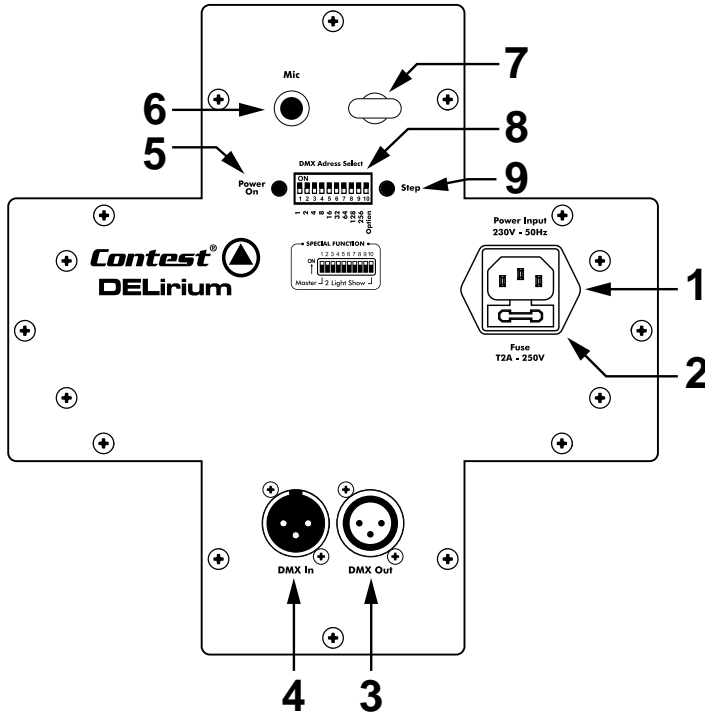 Mic
7
6
8
5
DMX Adress Select
ON
1 2 3 4 5 6 7 8 9 10
Power
On
Step
9
1 2 4 8 16 32 64 128 256 Option
Power Input
230V - 50Hz
SPECIAL FUNCTION
1 2 3 4 5 6 7 8 9 10
ON
Master 2 Light Show
Contest®
DELirium
1
Fuse
T2A - 250V
2
DMX In
DMX Out
4
3